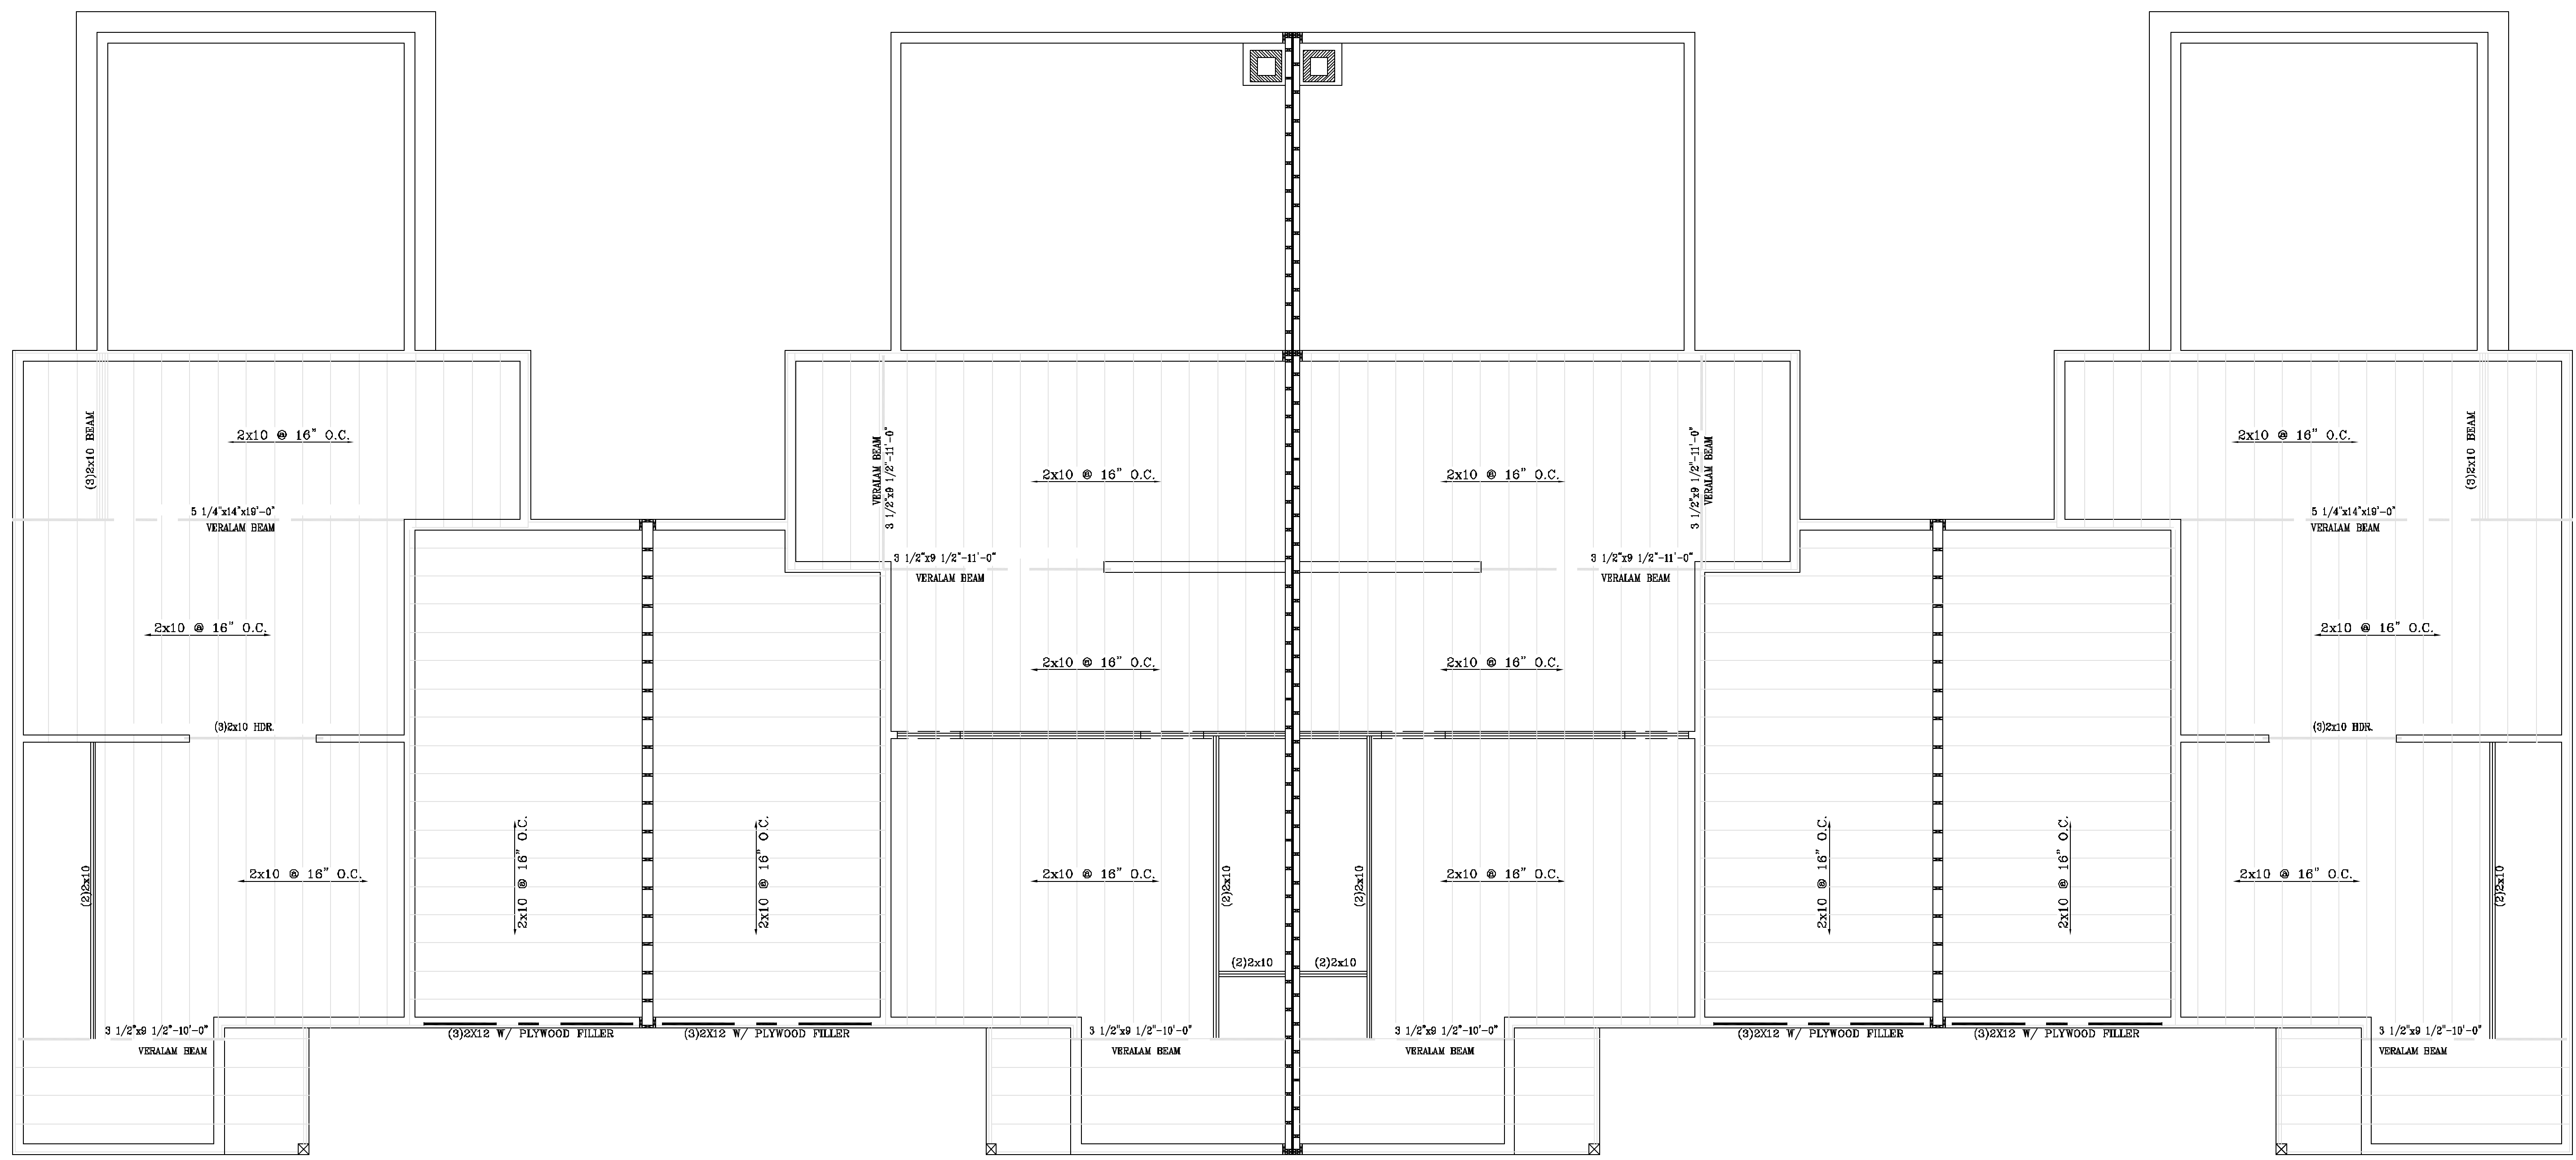 2x10 @ 16" O.C.
2x10 @ 16" O.C.
(3)2x10 BEAM
(3)2x10 BEAM
2x10 @ 16" O.C.
2x10 @ 16" O.C.
VERALAM BEAM
3 1/2"x9 1/2"-11'-0"
3 1/2"x9 1/2"-11'-0"
VERALAM BEAM
5 1/4"x14"x19'-0"
VERALAM BEAM
5 1/4"x14"x19'-0"
VERALAM BEAM
3 1/2"x9 1/2"-11'-0"
VERALAM BEAM
3 1/2"x9 1/2"-11'-0"
VERALAM BEAM
2x10 @ 16" O.C.
2x10 @ 16" O.C.
2x10 @ 16" O.C.
2x10 @ 16" O.C.
(3)2x10 HDR.
(3)2x10 HDR.
(2)2x10
2x10 @ 16" O.C.
2x10 @ 16" O.C.
2x10 @ 16" O.C.
2x10 @ 16" O.C.
(2)2x10
(2)2x10
2x10 @ 16" O.C.
2x10 @ 16" O.C.
2x10 @ 16" O.C.
2x10 @ 16" O.C.
(2)2x10
(2)2x10
(2)2x10
3 1/2"x9 1/2"-10'-0"
VERALAM BEAM
(3)2X12 W/ PLYWOOD FILLER
(3)2X12 W/ PLYWOOD FILLER
3 1/2"x9 1/2"-10'-0"
VERALAM BEAM
3 1/2"x9 1/2"-10'-0"
VERALAM BEAM
(3)2X12 W/ PLYWOOD FILLER
(3)2X12 W/ PLYWOOD FILLER
3 1/2"x9 1/2"-10'-0"
VERALAM BEAM